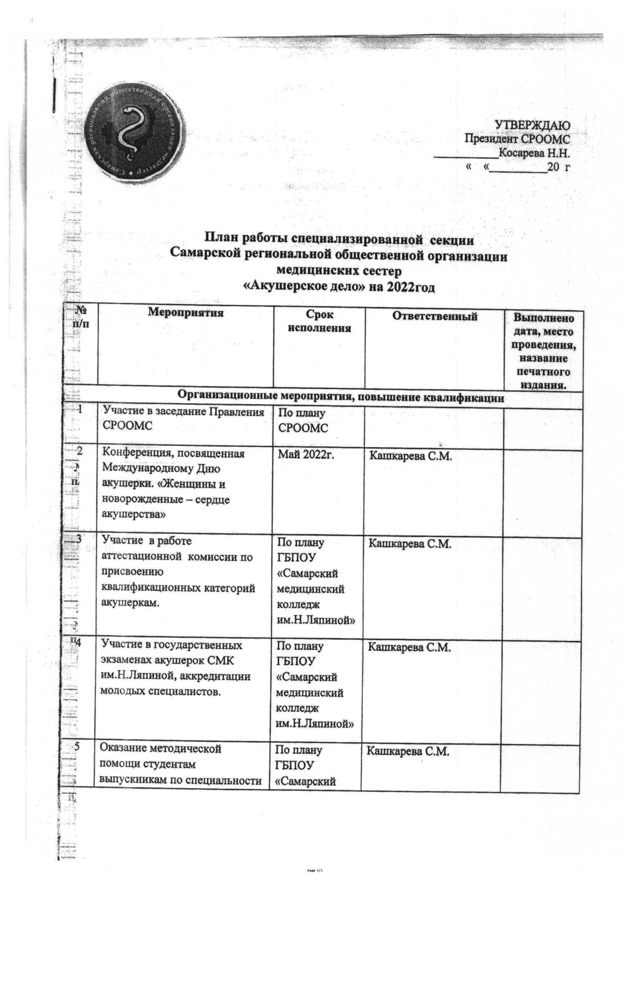 Самарская региональная общественная организация медсестер
УТВЕРЖДАЮ
Президент СРООМС
___________Косарева Н.Н.
« «__________20 г
План работы специализированной секции
Самарской региональной общественной организации
медицинских сестер
«Акушерское дело» на 2022год
№
п/п
Мероприятия
Срок
исполнения
Ответственный
Выполнено
дата, место
проведения,
название
печатного
издания.
Организационные мероприятия, повышение квалификации
1
Участие в заседание Правления
СРООМС
По плану
СРООМС
2
Конференция, посвященная
Международному Дню
акушерки. «Женщины и
новорожденные – сердце
акушерства»
Май 2022г.
Кашкарева С.М.
3
Участие в работе
аттестационной комиссии по
присвоению
квалификационных категорий
акушеркам.
По плану
ГБПОУ
«Самарский
медицинский
колледж
им.Н.Ляпиной»
Кашкарева С.М.
4
Участие в государственных
экзаменах акушерок СМК
им.Н.Ляпиной, аккредитации
молодых специалистов.
По плану
ГБПОУ
«Самарский
медицинский
колледж
им.Н.Ляпиной»
Кашкарева С.М.
5
Оказание методической
помощи студентам
выпускникам по специальности
По плану
ГБПОУ
«Самарский
Кашкарева С.М.
Page 1/1